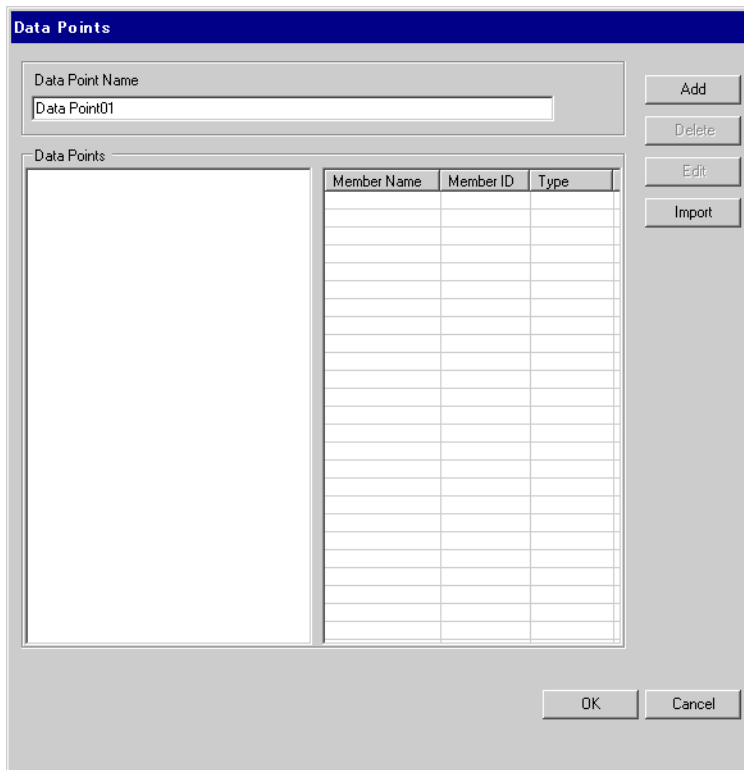 Data Points
Data Point Name
Data Point01
Add
Delete
Edit
Import
Data Points
Member Name Member ID Type
OK Cancel